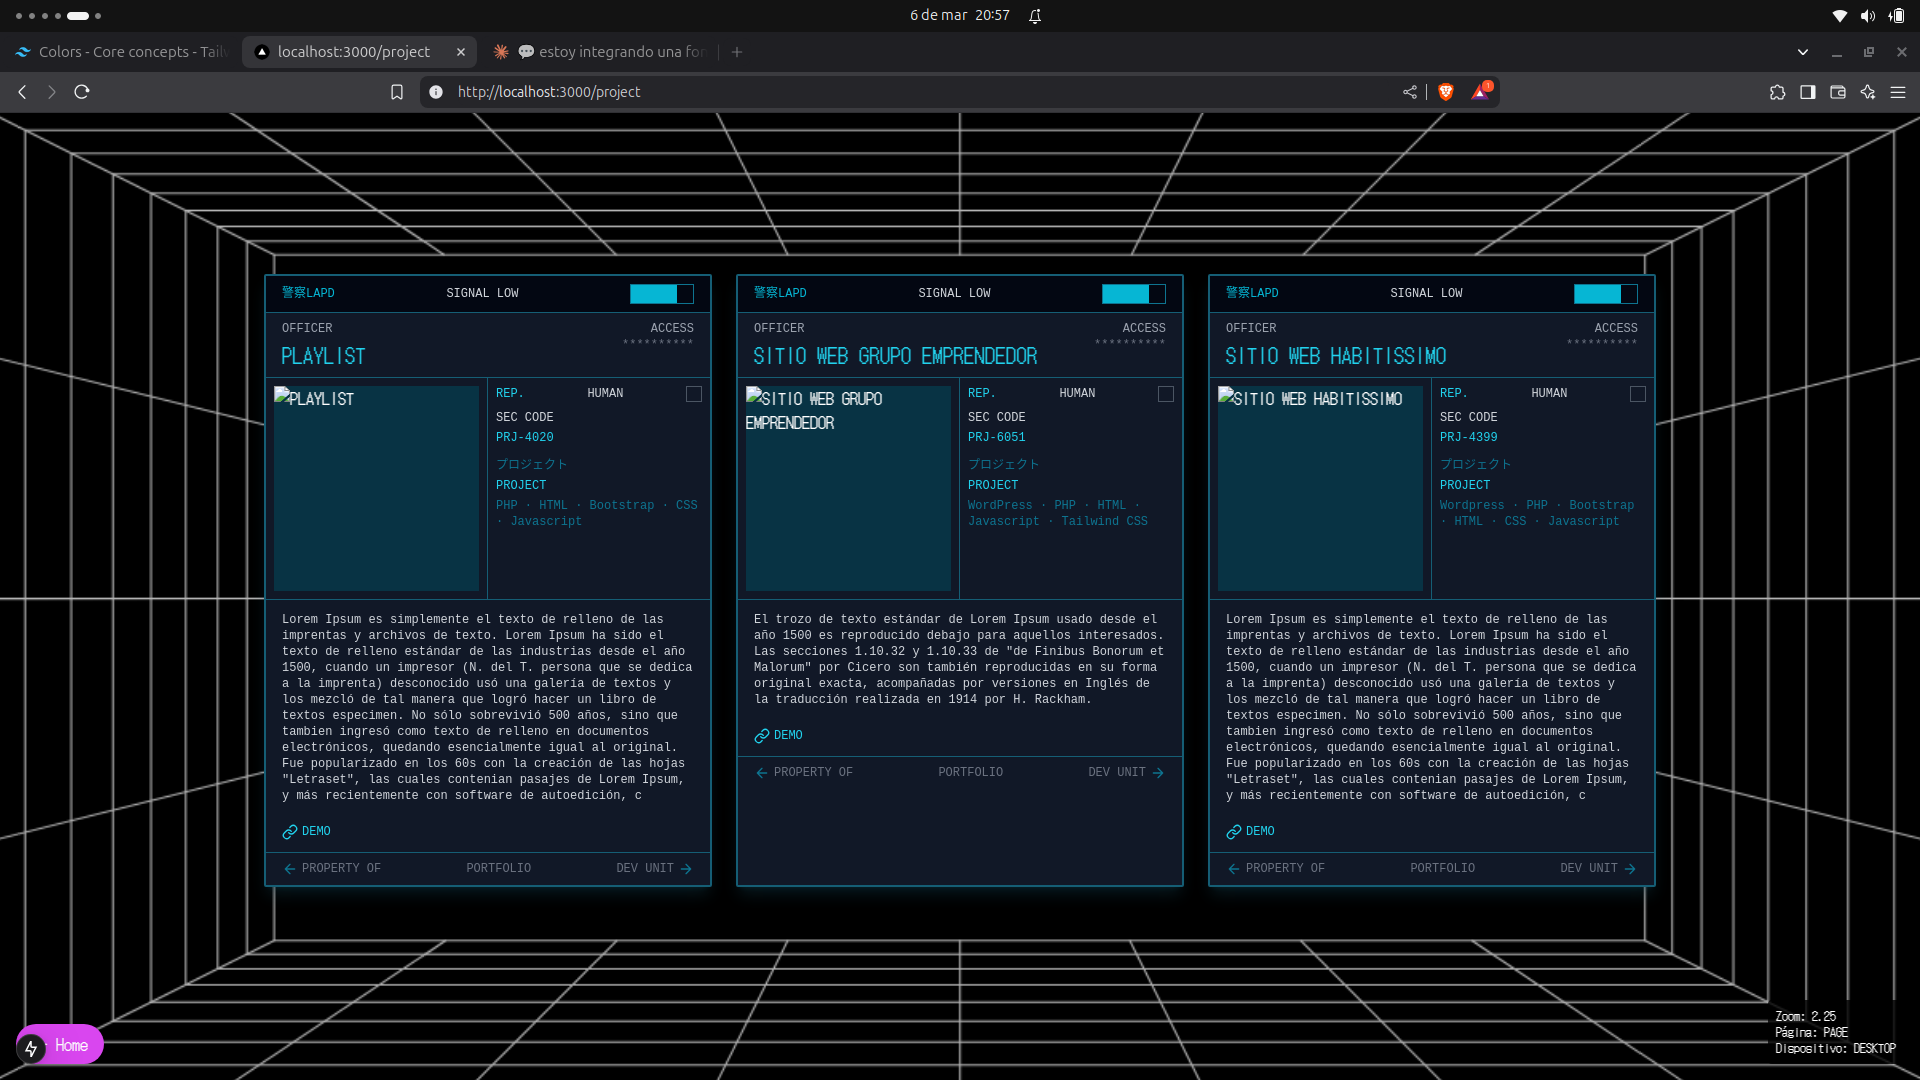 6 de mar 20:57
Colors - Core concepts - Tailw
localhost:3000/project
estoy integrando una for
http://localhost:3000/project
1
警察LAPD
SIGNAL LOW
OFFICER
ACCESS
**********
PLAYLIST
PLAYLIST
REP.
HUMAN
SEC CODE
PRJ-4020
プロジェクト
PROJECT
PHP · HTML · Bootstrap · CSS
· Javascript
Lorem Ipsum es simplemente el texto de relleno de las
imprentas y archivos de texto. Lorem Ipsum ha sido el
texto de relleno estándar de las industrias desde el año
1500, cuando un impresor (N. del T. persona que se dedica
a la imprenta) desconocido usó una galería de textos y
los mezcló de tal manera que logró hacer un libro de
textos especimen. No sólo sobrevivió 500 años, sino que
tambien ingresó como texto de relleno en documentos
electrónicos, quedando esencialmente igual al original.
Fue popularizado en los 60s con la creación de las hojas
"Letraset", las cuales contenian pasajes de Lorem Ipsum,
y más recientemente con software de autoedición, c
DEMO
PROPERTY OF
PORTFOLIO
DEV UNIT
警察LAPD
SIGNAL LOW
OFFICER
ACCESS
**********
SITIO WEB GRUPO EMPRENDEDOR
SITIO WEB GRUPO
EMPRENDEDOR
REP.
HUMAN
SEC CODE
PRJ-6051
プロジェクト
PROJECT
WordPress · PHP · HTML ·
Javascript · Tailwind CSS
El trozo de texto estándar de Lorem Ipsum usado desde el
año 1500 es reproducido debajo para aquellos interesados.
Las secciones 1.10.32 y 1.10.33 de "de Finibus Bonorum et
Malorum" por Cicero son también reproducidas en su forma
original exacta, acompañadas por versiones en Inglés de
la traducción realizada en 1914 por H. Rackham.
DEMO
PROPERTY OF
PORTFOLIO
DEV UNIT
警察LAPD
SIGNAL LOW
OFFICER
ACCESS
**********
SITIO WEB HABITISSIMO
SITIO WEB HABITISSIMO
REP.
HUMAN
SEC CODE
PRJ-4399
プロジェクト
PROJECT
Wordpress · PHP · Bootstrap
· HTML · CSS · Javascript
Lorem Ipsum es simplemente el texto de relleno de las
imprentas y archivos de texto. Lorem Ipsum ha sido el
texto de relleno estándar de las industrias desde el año
1500, cuando un impresor (N. del T. persona que se dedica
a la imprenta) desconocido usó una galería de textos y
los mezcló de tal manera que logró hacer un libro de
textos especimen. No sólo sobrevivió 500 años, sino que
tambien ingresó como texto de relleno en documentos
electrónicos, quedando esencialmente igual al original.
Fue popularizado en los 60s con la creación de las hojas
"Letraset", las cuales contenian pasajes de Lorem Ipsum,
y más recientemente con software de autoedición, c
DEMO
PROPERTY OF
PORTFOLIO
DEV UNIT
Home
Zoom: 2.25
Página: PAGE
Dispositivo: DESKTOP